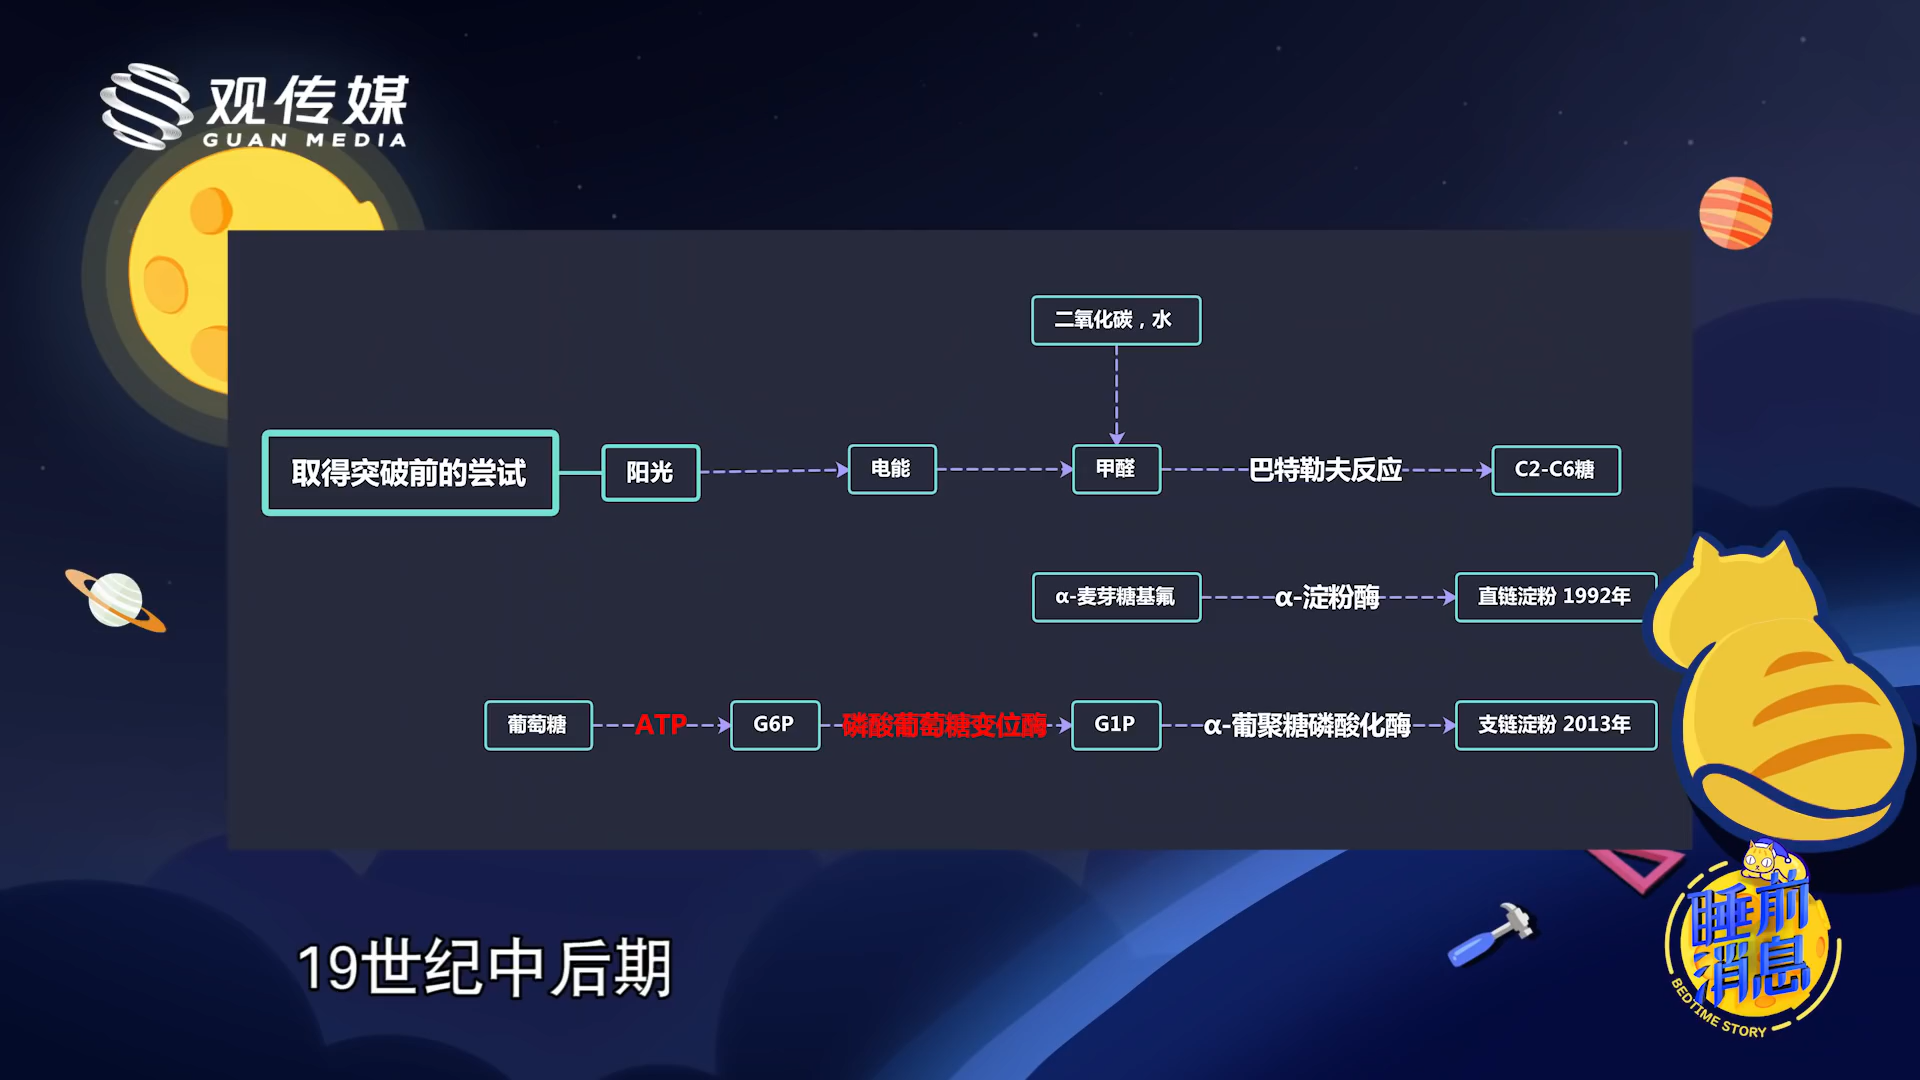 观传媒
GUAN MEDIA
二氧化碳，水
取得突破前的尝试
阳光
电能
甲醛
巴特勒夫反应
C2-C6糖
α-麦芽糖基氟
α-淀粉酶
直链淀粉 1992年
葡萄糖
ATP
G6P
磷酸葡萄糖变位酶
G1P
α-葡聚糖磷酸化酶
支链淀粉 2013年
19世纪中后期
睡前
消息
BEDTIME STORY